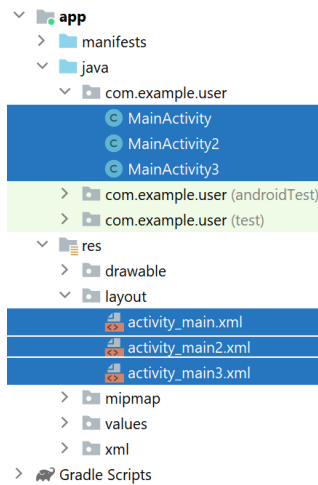 app
manifests
java
com.example.user
C MainActivity
C MainActivity2
C MainActivity3
com.example.user (androidTest)
com.example.user (test)
res
drawable
layout
activity_main.xml
activity_main2.xml
activity_main3.xml
mipmap
values
xml
Gradle Scripts